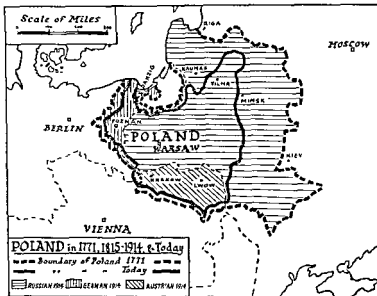 Scale of Miles
RIGA
MOSCOW
DANZIG
KAUNAS
VILNA
MINSK
BERLIN
POZNAN
POLAND
WARSAW
KIEV
KRAKOW
LWOW
VIENNA
POLAND in 1771, 1815-1914, & Today
Boundary of Poland 1771
" " " Today
RUSSIAN 1914 GERMAN 1914 AUSTRIAN 1914